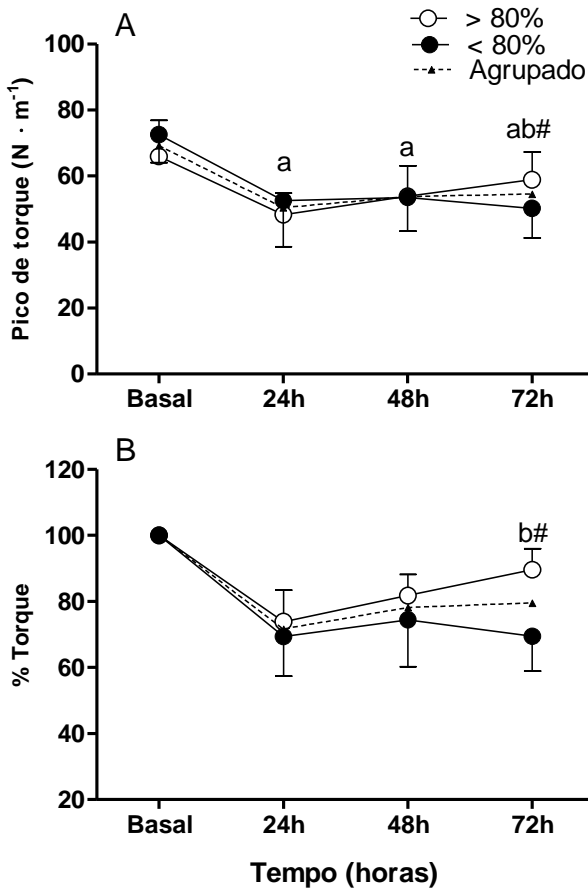 A
> 80%
< 80%
Agrupado
Pico de torque (N · m⁻¹)
100
80
60
40
20
0
a
a
ab#
Basal
24h
48h
72h
B
% Torque
120
100
80
60
40
20
b#
Basal
24h
48h
72h
Tempo (horas)